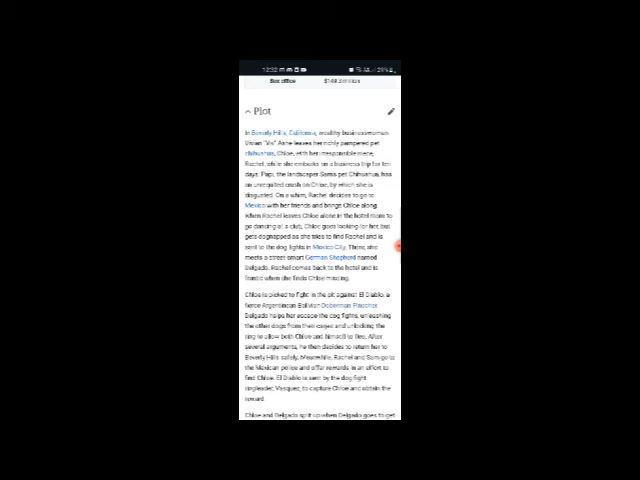 12:32
29%
Box office $149.3 million
Plot
In Beverly Hills, California, wealthy businesswoman
Vivian "Viv" Ashe leaves her richly pampered pet
chihuahua, Chloe, with her irresponsible niece,
Rachel, while she embarks on a business trip for ten
days. Papi, the landscaper Sam's pet Chihuahua, has
an unrequited crush on Chloe, by which she is
disgusted. On a whim, Rachel decides to go to
Mexico with her friends and brings Chloe along.
When Rachel leaves Chloe alone in the hotel room to
go dancing at a club, Chloe goes looking for her, but
gets dognapped as she tries to find Rachel and is
sent to the dog fights in Mexico City. There, she
meets a street-smart German Shepherd named
Delgado. Rachel comes back to the hotel and is
frantic when she finds Chloe missing.
Chloe is picked to fight in the pit against El Diablo, a
fierce Argentinean Bolivian Doberman Pinscher.
Delgado helps her escape the dog fights, unleashing
the other dogs from their cages and unlocking the
ring to allow both Chloe and himself to flee. After
several arguments, he then decides to return her to
Beverly Hills safely. Meanwhile, Rachel and Sam go to
the Mexican police and offer rewards in an effort to
find Chloe. El Diablo is sent by the dog fight
ringleader, Vasquez, to capture Chloe and obtain the
reward.
Chloe and Delgado split up when Delgado goes to get